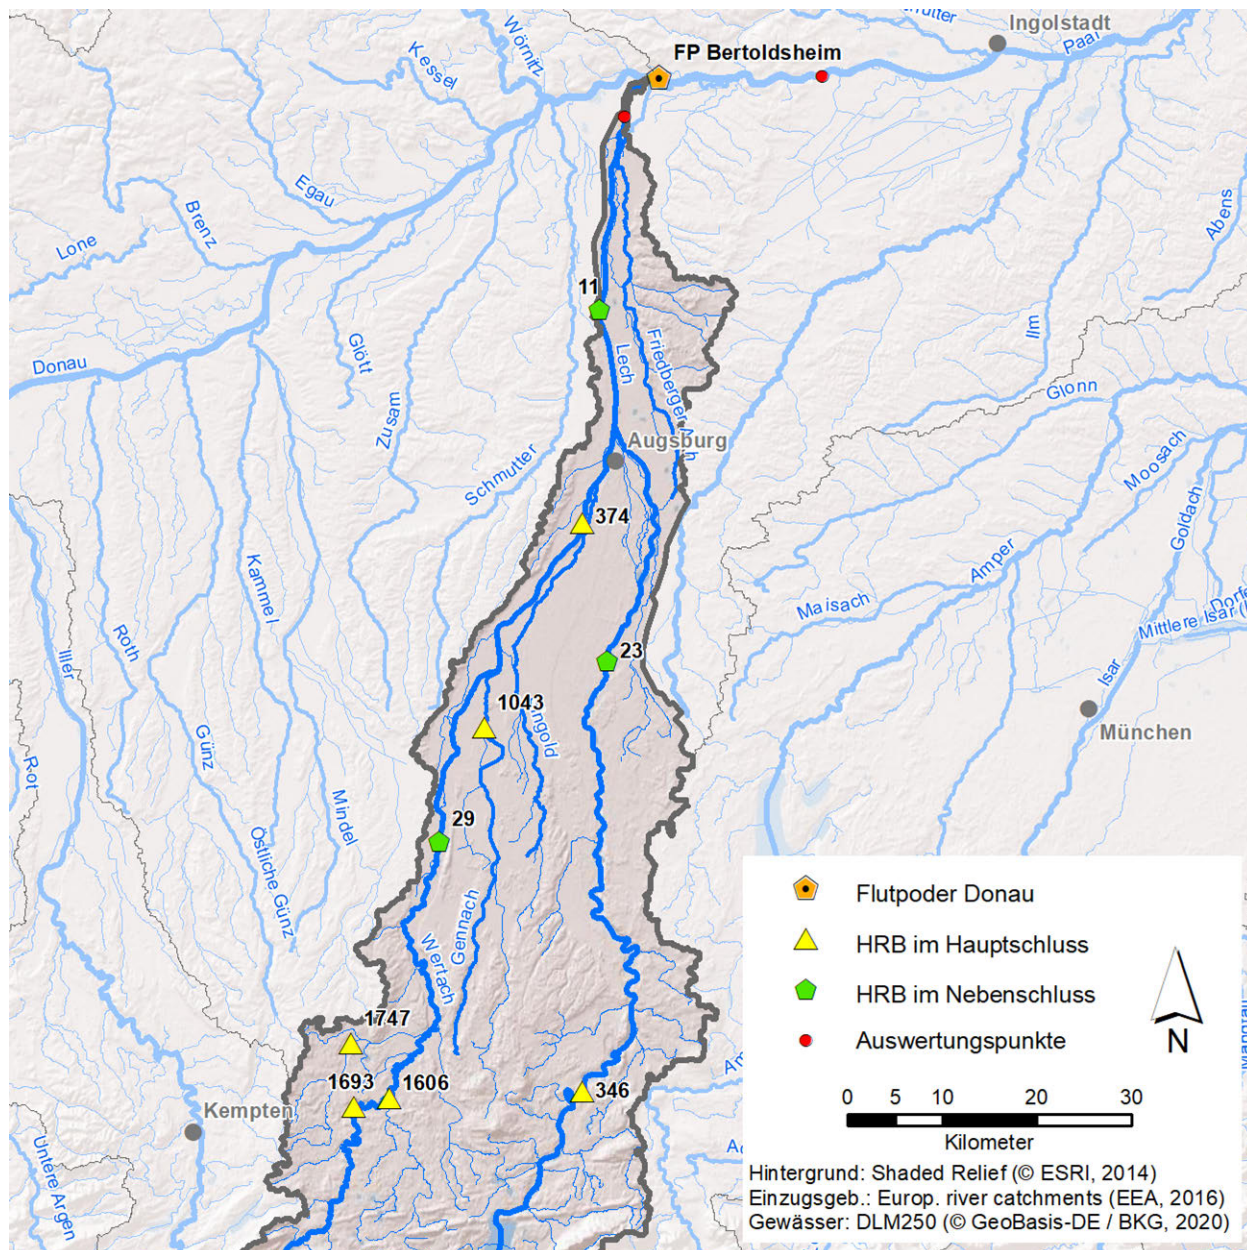 Ingolstadt
Wörnitz
Kessel
FP Bertoldsheim
Paar
Egau
Brenz
Lone
Abens
11
Ilm
Glött
Donau
Lech
Friedberger Ach
Glonn
Zusam
Augsburg
Schmutter
Moosach
Goldach
374
Kammel
Amper
Maisach
Roth
Iller
23
Mittlere Isar
Isar
1043
München
Günz
Rot
Mindel
29
Östliche Günz
Gennach
Wertach
1747
1693
1606
346
Kempten
Untere Argen
Flutpoder Donau
HRB im Hauptschluss
HRB im Nebenschluss
Auswertungspunkte
N
0 5 10 20 30
Kilometer
Hintergrund: Shaded Relief (© ESRI, 2014)
Einzugsgeb.: Europ. river catchments (EEA, 2016)
Gewässer: DLM250 (© GeoBasis-DE / BKG, 2020)